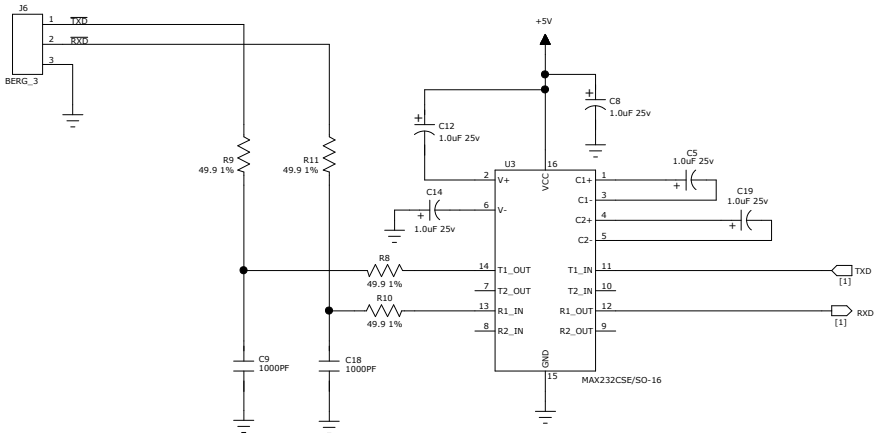 J6
1 TXD
2 RXD
3
BERG_3
+5V
C12
1.0uF 25v
C8
1.0uF 25v
R9
49.9 1%
R11
49.9 1%
U3
16
VCC
C5
1.0uF 25v
C14
1.0uF 25v
C19
1.0uF 25v
2 V+
C1+ 1
C1- 3
6 V-
C2+ 4
C2- 5
R8
49.9 1%
14 T1_OUT
T1_IN 11
TXD
[1]
7 T2_OUT
T2_IN 10
R10
49.9 1%
13 R1_IN
R1_OUT 12
RXD
[1]
8 R2_IN
R2_OUT 9
GND
15
MAX232CSE/SO-16
C9
1000PF
C18
1000PF